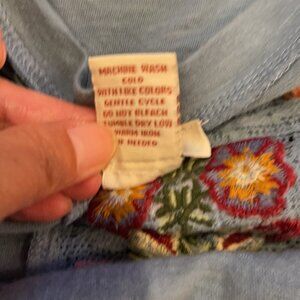 MACHINE WASH
COLD
WITH LIKE COLORS
GENTLE CYCLE
DO NOT BLEACH
TUMBLE DRY LOW
WARM IRON
IF NEEDED